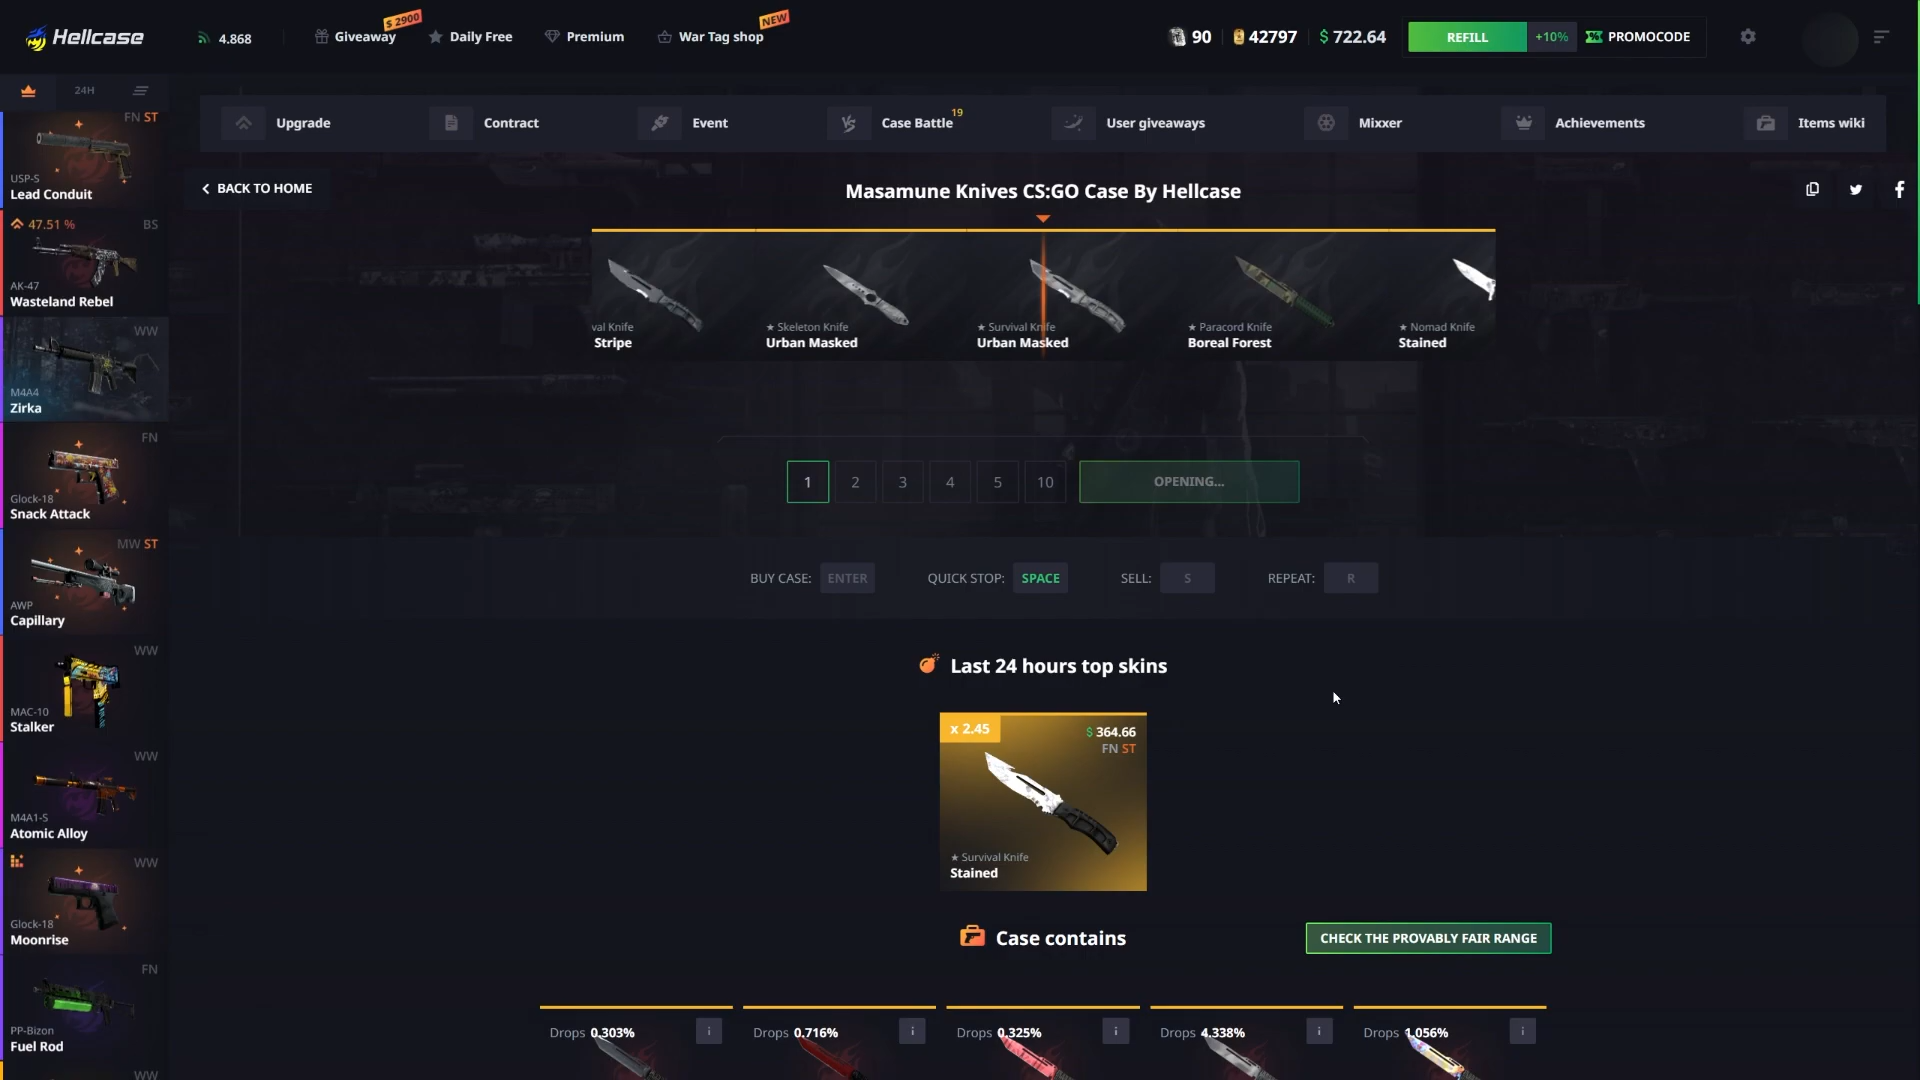 Hellcase
4.868
Giveaway
$ 2900
Daily Free
Premium
War Tag shop
NEW
90
42797
$ 722.64
REFILL
+10%
PROMOCODE
24H
Upgrade
Contract
Event
Case Battle 19
User giveaways
Mixxer
Achievements
Items wiki
FN ST
USP-S
Lead Conduit
47.51 %
BS
AK-47
Wasteland Rebel
WW
M4A4
Zirka
FN
Glock-18
Snack Attack
MW ST
AWP
Capillary
WW
MAC-10
Stalker
WW
M4A1-S
Atomic Alloy
WW
Glock-18
Moonrise
FN
PP-Bizon
Fuel Rod
WW
BACK TO HOME
Masamune Knives CS:GO Case By Hellcase
val Knife
Stripe
★ Skeleton Knife
Urban Masked
★ Survival Knife
Urban Masked
★ Paracord Knife
Boreal Forest
★ Nomad Knife
Stained
1
2
3
4
5
10
OPENING...
BUY CASE: ENTER
QUICK STOP: SPACE
SELL: S
REPEAT: R
Last 24 hours top skins
x 2.45
$ 364.66
FN ST
★ Survival Knife
Stained
Case contains
CHECK THE PROVABLY FAIR RANGE
Drops 0.303%
Drops 0.716%
Drops 0.325%
Drops 4.338%
Drops 1.056%